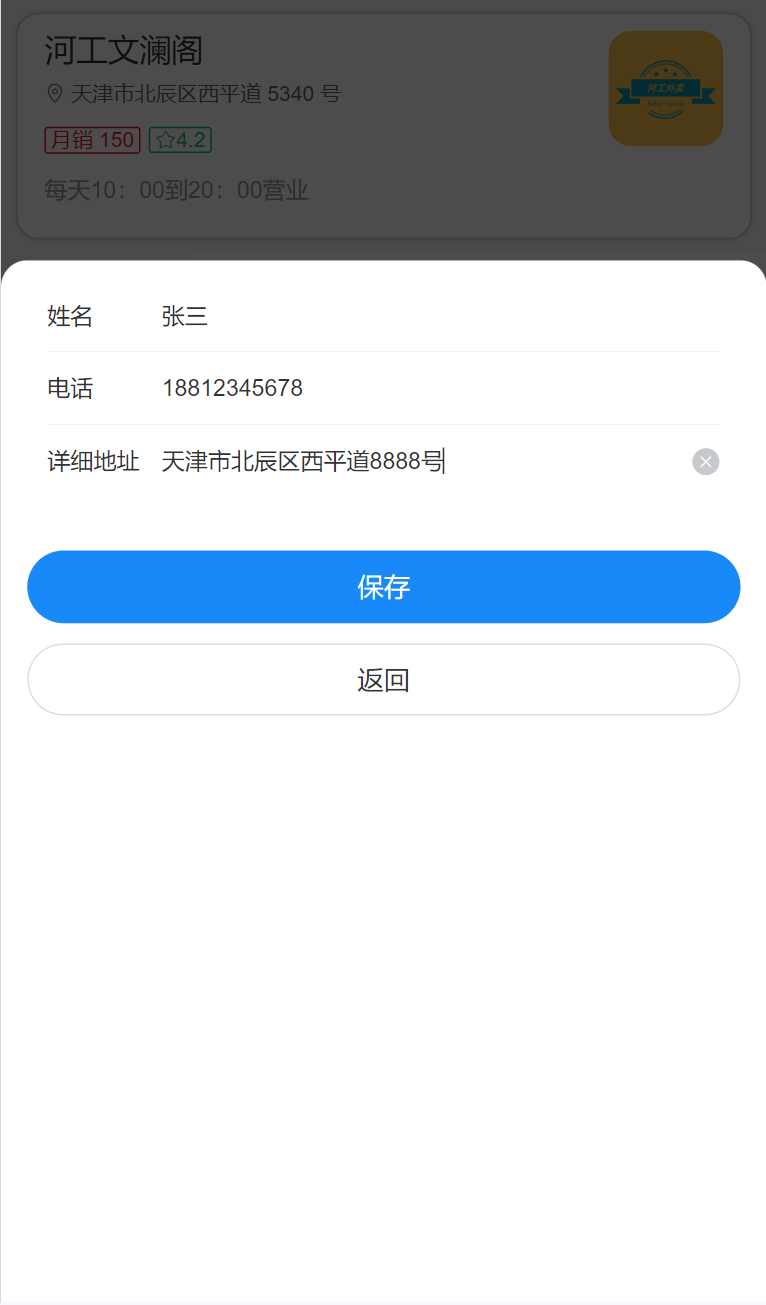 河工文澜阁
天津市北辰区西平道 5340 号
河工外卖
月销 150 4.2
每天10：00到20：00营业
姓名 张三
电话 18812345678
详细地址 天津市北辰区西平道8888号
保存
返回